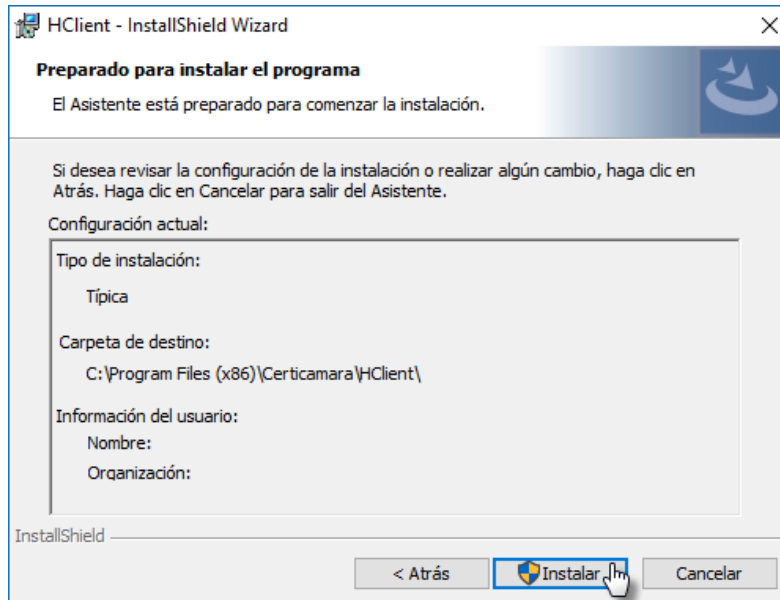 HClient - InstallShield Wizard
Preparado para instalar el programa
El Asistente está preparado para comenzar la instalación.
Si desea revisar la configuración de la instalación o realizar algún cambio, haga clic en
Atrás. Haga clic en Cancelar para salir del Asistente.
Configuración actual:
Tipo de instalación:
Típica
Carpeta de destino:
C:\Program Files (x86)\Certicamara\HClient\
Información del usuario:
Nombre:
Organización:
InstallShield
< Atrás
Instalar
Cancelar